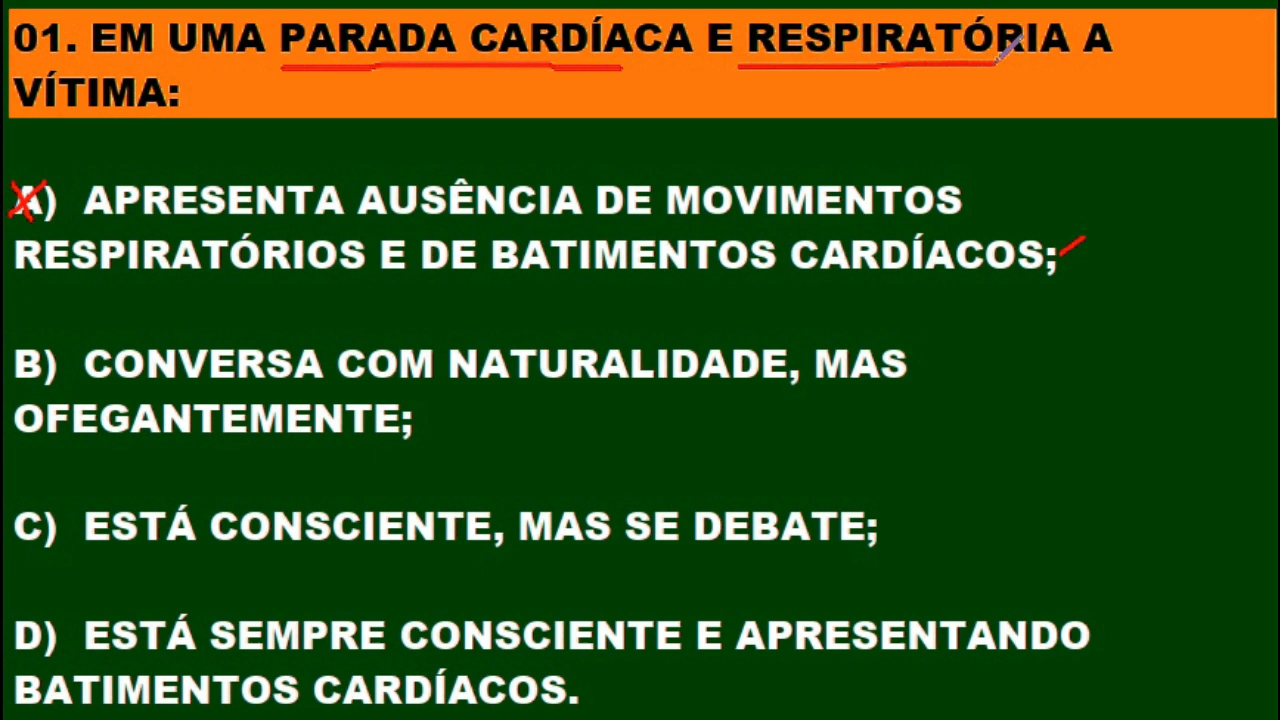 01. EM UMA PARADA CARDÍACA E RESPIRATÓRIA A
VÍTIMA:
A) APRESENTA AUSÊNCIA DE MOVIMENTOS
RESPIRATÓRIOS E DE BATIMENTOS CARDÍACOS;
B) CONVERSA COM NATURALIDADE, MAS
OFEGANTEMENTE;
C) ESTÁ CONSCIENTE, MAS SE DEBATE;
D) ESTÁ SEMPRE CONSCIENTE E APRESENTANDO
BATIMENTOS CARDÍACOS.